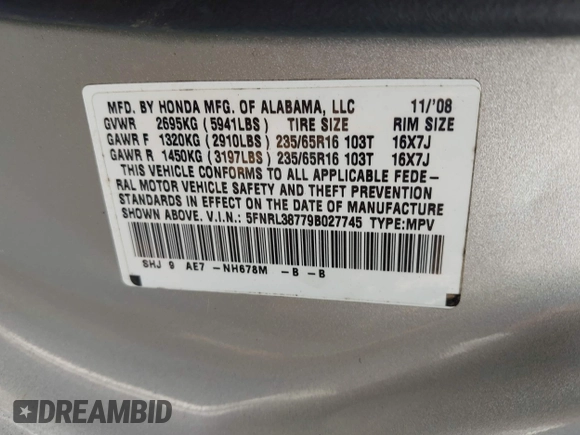 MFD. BY HONDA MFG. OF ALABAMA, LLC 11/'08
GVWR 2695KG (5941LBS) TIRE SIZE RIM SIZE
GAWR F 1320KG (2910LBS) 235/65R16 103T 16X7J
GAWR R 1450KG (3197LBS) 235/65R16 103T 16X7J
THIS VEHICLE CONFORMS TO ALL APPLICABLE FEDE-
RAL MOTOR VEHICLE SAFETY AND THEFT PREVENTION
STANDARDS IN EFFECT ON THE DATE OF MANUFACTURE
SHOWN ABOVE. V.I.N.: 5FNRL38779B027745 TYPE:MPV
SHJ 9 AE7 -NH678M -B -B
DREAMBID